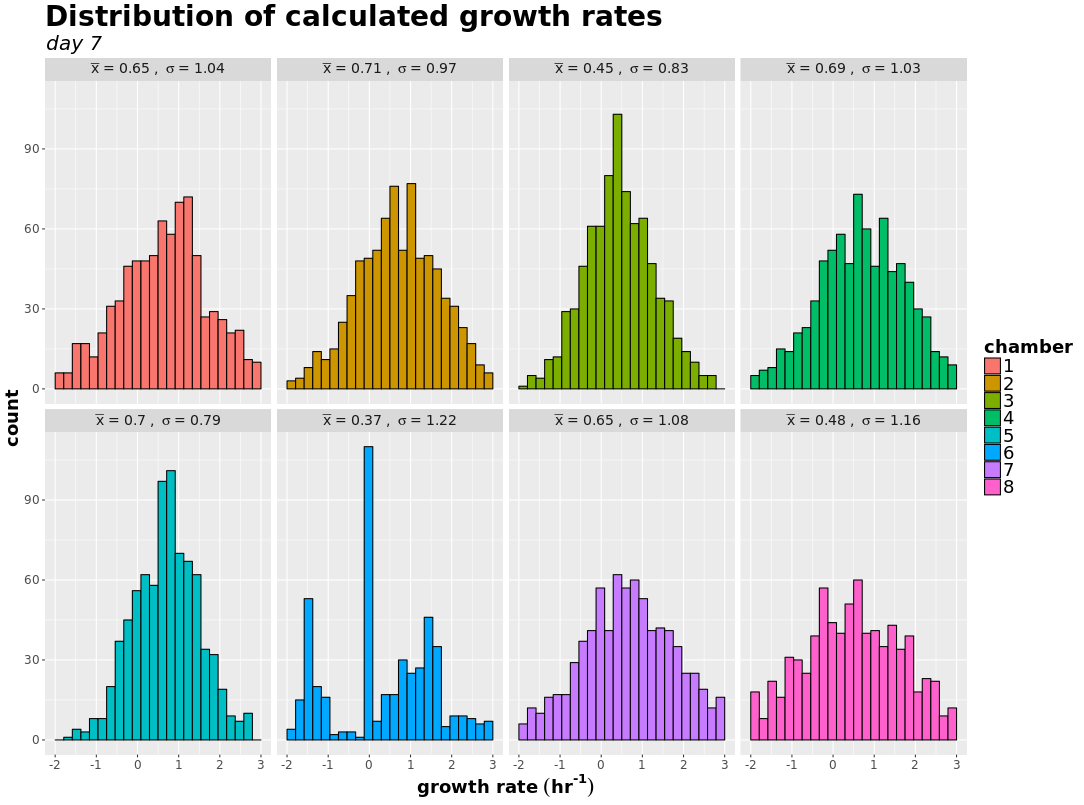 Distribution of calculated growth rates
day 7
x̅ = 0.65 , σ = 1.04
x̅ = 0.71 , σ = 0.97
x̅ = 0.45 , σ = 0.83
x̅ = 0.69 , σ = 1.03
90
60
30
0
x̅ = 0.7 , σ = 0.79
x̅ = 0.37 , σ = 1.22
x̅ = 0.65 , σ = 1.08
x̅ = 0.48 , σ = 1.16
90
60
30
0
-2 -1 0 1 2 3
-2 -1 0 1 2 3
-2 -1 0 1 2 3
-2 -1 0 1 2 3
growth rate (hr⁻¹)
count
chamber
1
2
3
4
5
6
7
8